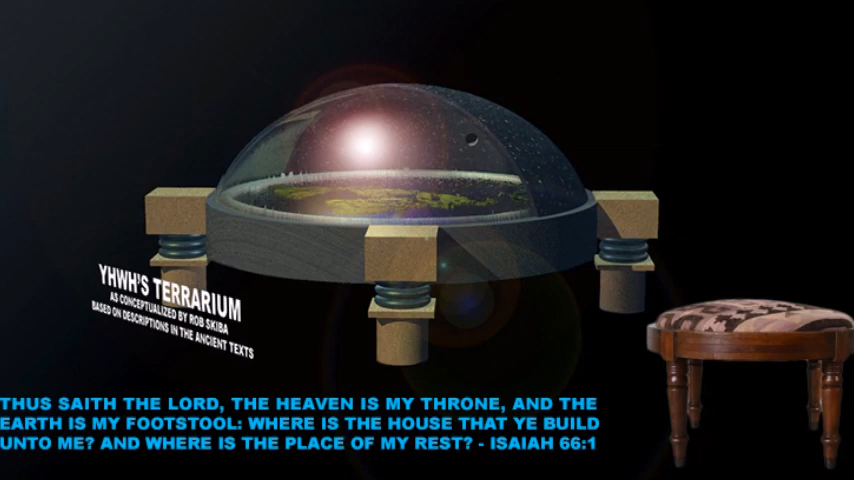 YHWH'S TERRARIUM
AS CONCEPTUALIZED BY ROB SKIBA
BASED ON DESCRIPTIONS IN THE ANCIENT TEXTS
THUS SAITH THE LORD, THE HEAVEN IS MY THRONE, AND THE
EARTH IS MY FOOTSTOOL: WHERE IS THE HOUSE THAT YE BUILD
UNTO ME? AND WHERE IS THE PLACE OF MY REST? - ISAIAH 66:1